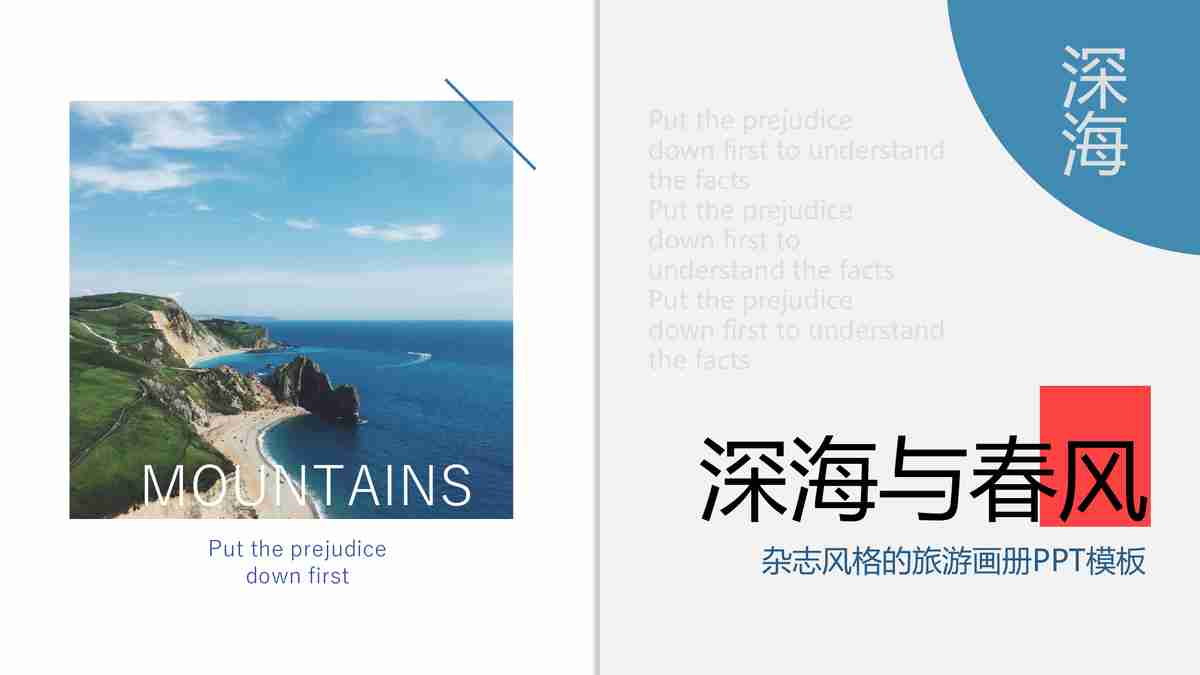 MOUNTAINS
Put the prejudice
down first
深海
Put the prejudice
down first to understand
the facts
Put the prejudice
down first to
understand the facts
Put the prejudice
down first to understand
the facts
深海与春风
杂志风格的旅游画册PPT模板